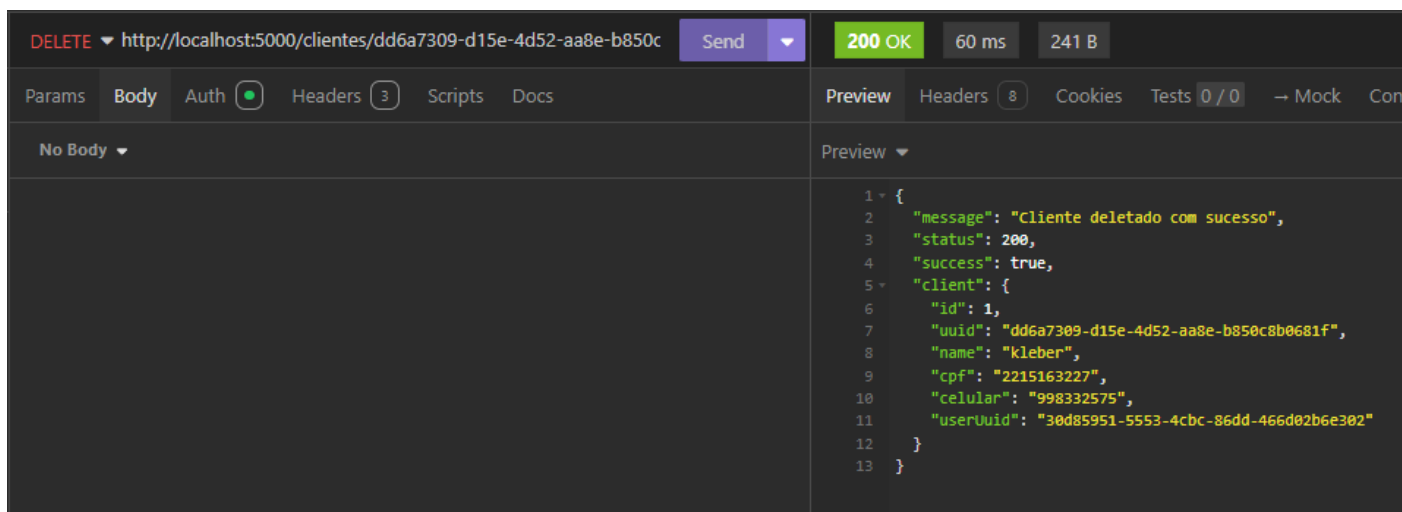 DELETE http://localhost:5000/clientes/dd6a7309-d15e-4d52-aa8e-b850c Send
Params Body Auth Headers 3 Scripts Docs
No Body
200 OK 60 ms 241 B
Preview Headers 8 Cookies Tests 0 / 0 → Mock Con
Preview
1 {
2 "message": "Cliente deletado com sucesso",
3 "status": 200,
4 "success": true,
5 "client": {
6 "id": 1,
7 "uuid": "dd6a7309-d15e-4d52-aa8e-b850c8b0681f",
8 "name": "kleber",
9 "cpf": "2215163227",
10 "celular": "998332575",
11 "userUuid": "30d85951-5553-4cbc-86dd-466d02b6e302"
12 }
13 }